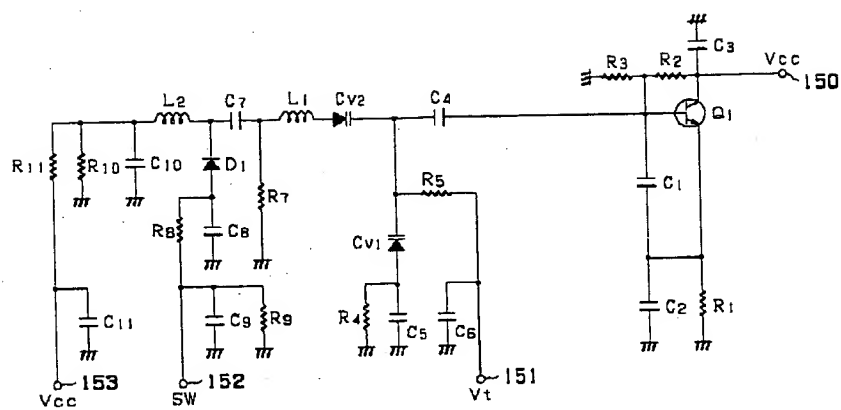 C3
R3 R2 Vcc
150
L2 C7 L1 Cv2 C4
Q1
R11 R10 C10 D1
R5
C1
R7
R8 C8
Cv1
C11 C9 R9 R4 C5 C6 C2 R1
153 152 151
Vcc SW Vt